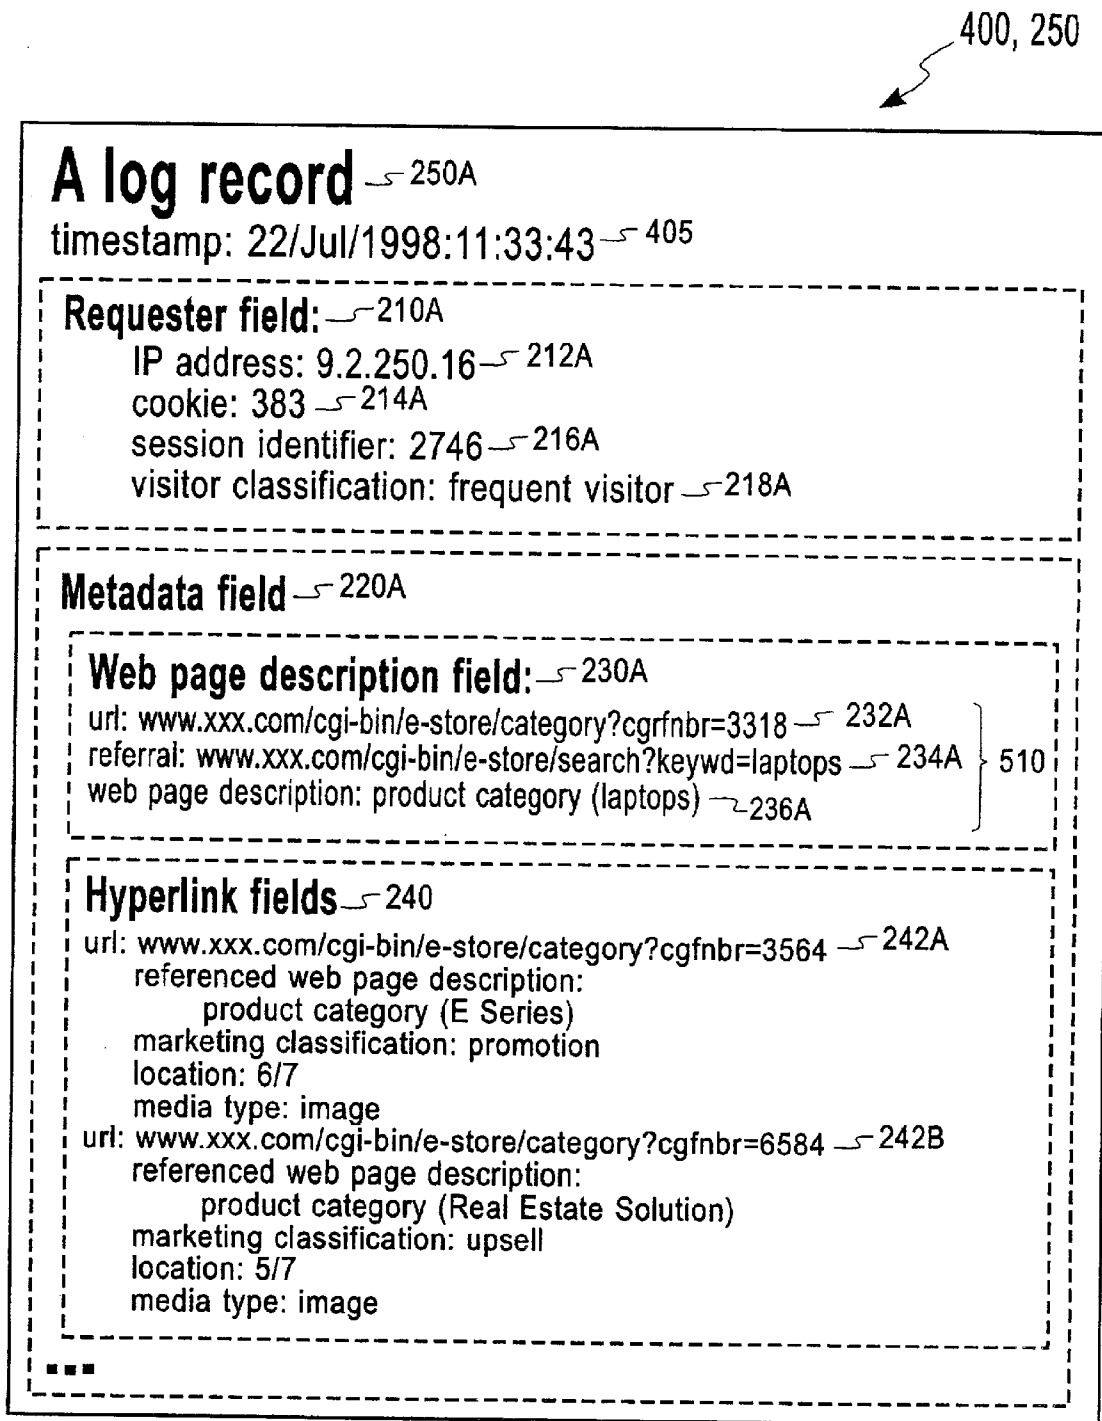 400, 250
A log record 250A
timestamp: 22/Jul/1998:11:33:43 405
Requester field: 210A
IP address: 9.2.250.16 212A
cookie: 383 214A
session identifier: 2746 216A
visitor classification: frequent visitor 218A
Metadata field 220A
Web page description field: 230A
url: www.xxx.com/cgi-bin/e-store/category?cgrfnbr=3318 232A
referral: www.xxx.com/cgi-bin/e-store/search?keywd=laptops 234A 510
web page description: product category (laptops) 236A
Hyperlink fields 240
url: www.xxx.com/cgi-bin/e-store/category?cgfnbr=3564 242A
referenced web page description:
product category (E Series)
marketing classification: promotion
location: 6/7
media type: image
url: www.xxx.com/cgi-bin/e-store/category?cgfnbr=6584 242B
referenced web page description:
product category (Real Estate Solution)
marketing classification: upsell
location: 5/7
media type: image
...